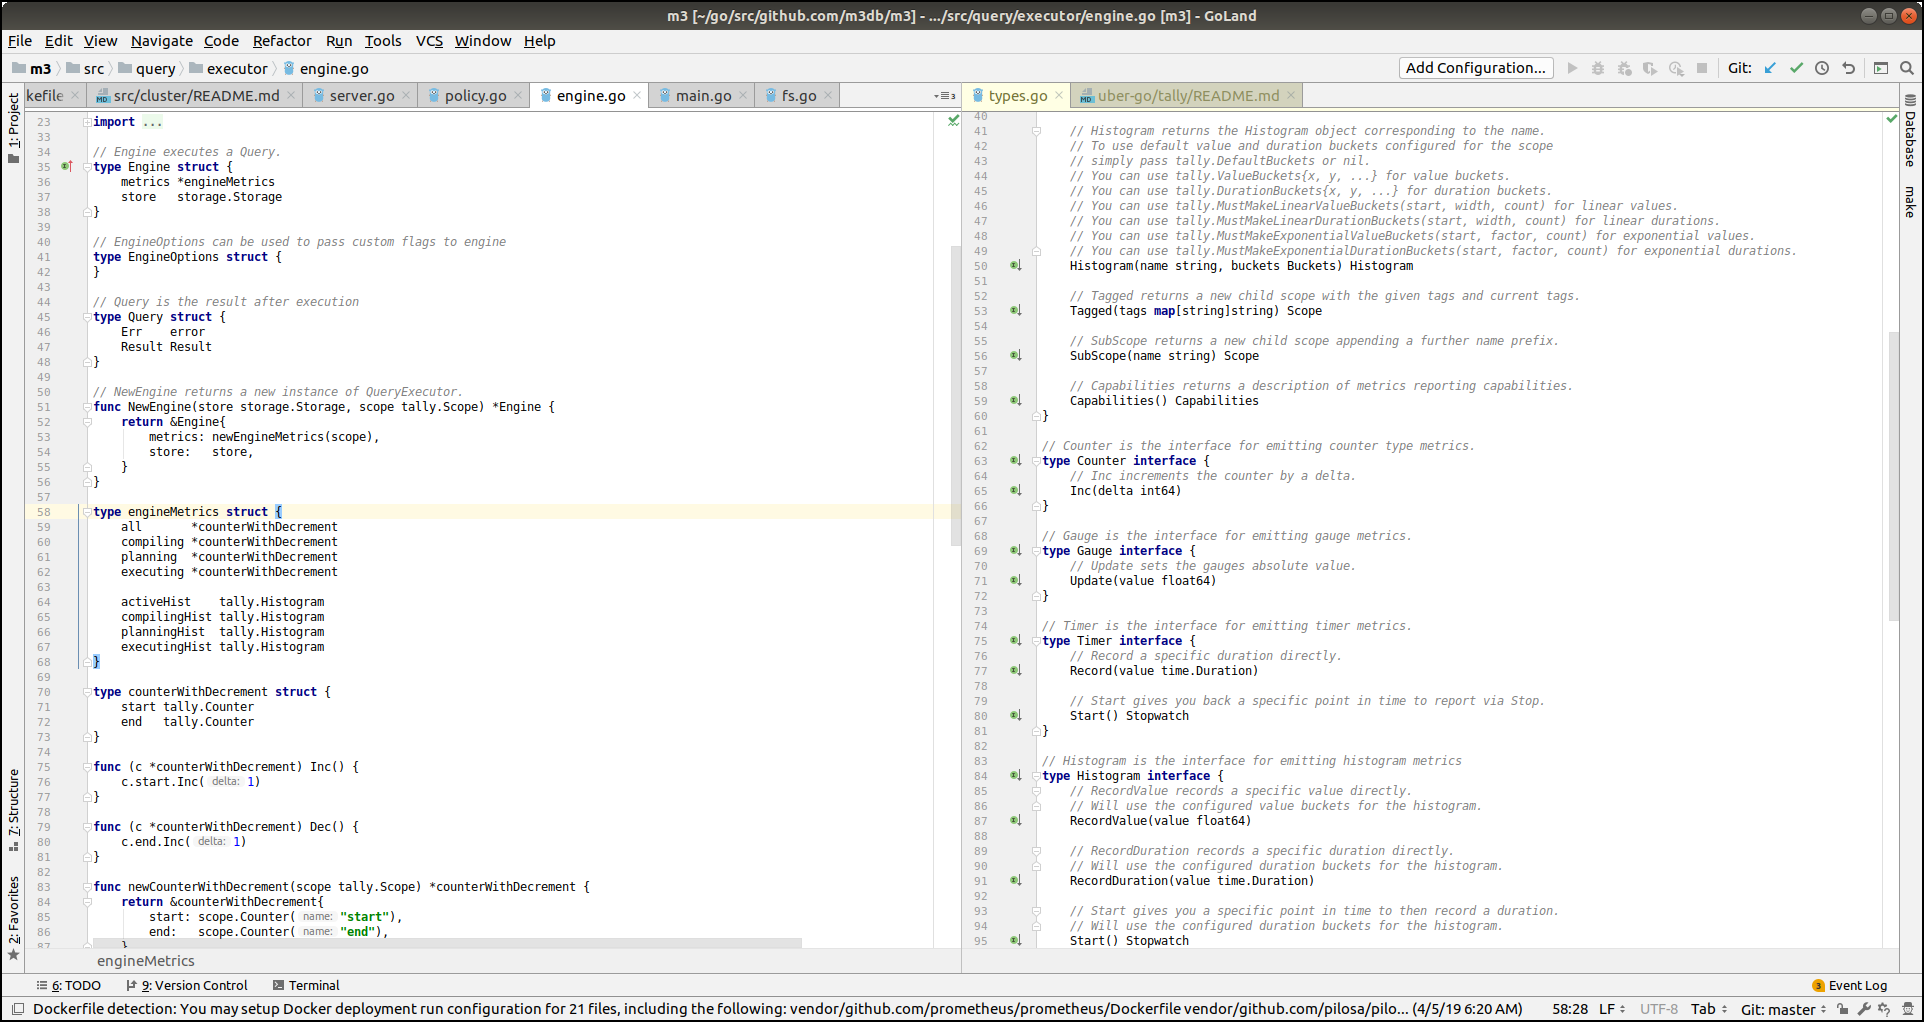 m3 [~/go/src/github.com/m3db/m3] - .../src/query/executor/engine.go [m3] - GoLand
File Edit View Navigate Code Refactor Run Tools VCS Window Help
m3 src query executor engine.go Add Configuration... Git:
kefile src/cluster/README.md server.go policy.go engine.go main.go fs.go 3 types.go uber-go/tally/README.md
1: Project
7: Structure
2: Favorites
23 import ...
33
34 // Engine executes a Query.
35 type Engine struct {
36 metrics *engineMetrics
37 store   storage.Storage
38 }
39
40 // EngineOptions can be used to pass custom flags to engine
41 type EngineOptions struct {
42 }
43
44 // Query is the result after execution
45 type Query struct {
46 Err    error
47 Result Result
48 }
49
50 // NewEngine returns a new instance of QueryExecutor.
51 func NewEngine(store storage.Storage, scope tally.Scope) *Engine {
52 return &Engine{
53 metrics: newEngineMetrics(scope),
54 store:   store,
55 }
56 }
57
58 type engineMetrics struct {
59 all       *counterWithDecrement
60 compiling *counterWithDecrement
61 planning  *counterWithDecrement
62 executing *counterWithDecrement
63
64 activeHist    tally.Histogram
65 compilingHist tally.Histogram
66 planningHist  tally.Histogram
67 executingHist tally.Histogram
68 }
69
70 type counterWithDecrement struct {
71 start tally.Counter
72 end   tally.Counter
73 }
74
75 func (c *counterWithDecrement) Inc() {
76 c.start.Inc( delta: 1)
77 }
78
79 func (c *counterWithDecrement) Dec() {
80 c.end.Inc( delta: 1)
81 }
82
83 func newCounterWithDecrement(scope tally.Scope) *counterWithDecrement {
84 return &counterWithDecrement{
85 start: scope.Counter( name: "start"),
86 end:   scope.Counter( name: "end"),
87 }
engineMetrics
40
41 // Histogram returns the Histogram object corresponding to the name.
42 // To use default value and duration buckets configured for the scope
43 // simply pass tally.DefaultBuckets or nil.
44 // You can use tally.ValueBuckets{x, y, ...} for value buckets.
45 // You can use tally.DurationBuckets{x, y, ...} for duration buckets.
46 // You can use tally.MustMakeLinearValueBuckets(start, width, count) for linear values.
47 // You can use tally.MustMakeLinearDurationBuckets(start, width, count) for linear durations.
48 // You can use tally.MustMakeExponentialValueBuckets(start, factor, count) for exponential values.
49 // You can use tally.MustMakeExponentialDurationBuckets(start, factor, count) for exponential durations.
50 Histogram(name string, buckets Buckets) Histogram
51
52 // Tagged returns a new child scope with the given tags and current tags.
53 Tagged(tags map[string]string) Scope
54
55 // SubScope returns a new child scope appending a further name prefix.
56 SubScope(name string) Scope
57
58 // Capabilities returns a description of metrics reporting capabilities.
59 Capabilities() Capabilities
60 }
61
62 // Counter is the interface for emitting counter type metrics.
63 type Counter interface {
64 // Inc increments the counter by a delta.
65 Inc(delta int64)
66 }
67
68 // Gauge is the interface for emitting gauge metrics.
69 type Gauge interface {
70 // Update sets the gauges absolute value.
71 Update(value float64)
72 }
73
74 // Timer is the interface for emitting timer metrics.
75 type Timer interface {
76 // Record a specific duration directly.
77 Record(value time.Duration)
78
79 // Start gives you back a specific point in time to report via Stop.
80 Start() Stopwatch
81 }
82
83 // Histogram is the interface for emitting histogram metrics
84 type Histogram interface {
85 // RecordValue records a specific value directly.
86 // Will use the configured value buckets for the histogram.
87 RecordValue(value float64)
88
89 // RecordDuration records a specific duration directly.
90 // Will use the configured duration buckets for the histogram.
91 RecordDuration(value time.Duration)
92
93 // Start gives you a specific point in time to then record a duration.
94 // Will use the configured duration buckets for the histogram.
95 Start() Stopwatch
Database
make
6: TODO 9: Version Control Terminal 3 Event Log
Dockerfile detection: You may setup Docker deployment run configuration for 21 files, including the following: vendor/github.com/prometheus/prometheus/Dockerfile vendor/github.com/pilosa/pilo... (4/5/19 6:20 AM) 58:28 LF UTF-8 Tab Git: master